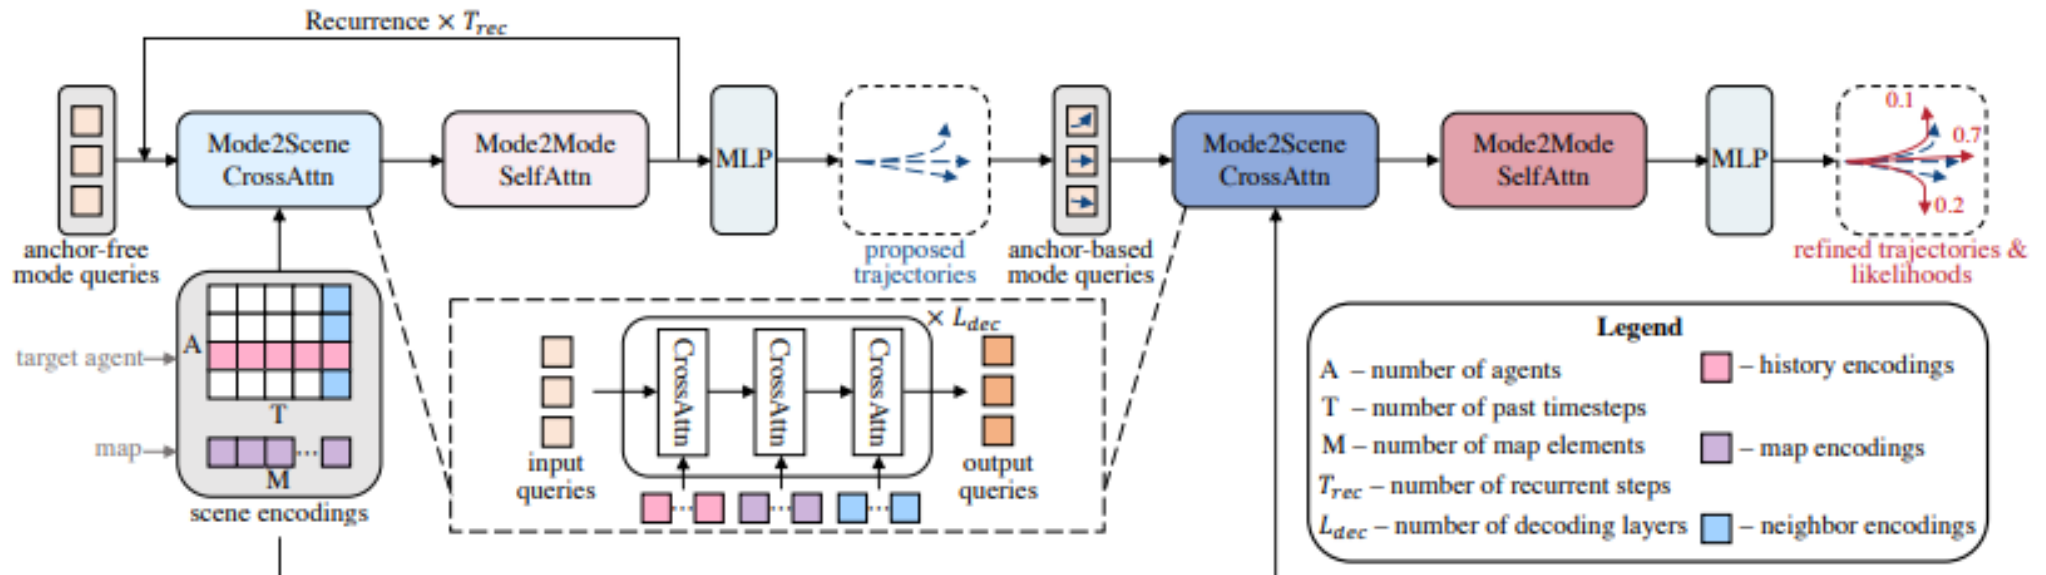 Recurrence × T_rec
anchor-free
mode queries
Mode2Scene
CrossAttn
Mode2Mode
SelfAttn
MLP
proposed
trajectories
anchor-based
mode queries
Mode2Scene
CrossAttn
Mode2Mode
SelfAttn
MLP
0.1
0.7
0.2
refined trajectories &
likelihoods
target agent
A
T
map
M
scene encodings
input
queries
CrossAttn
CrossAttn
CrossAttn
× L_dec
output
queries
Legend
A – number of agents
T – number of past timesteps
M – number of map elements
T_rec – number of recurrent steps
L_dec – number of decoding layers
– history encodings
– map encodings
– neighbor encodings